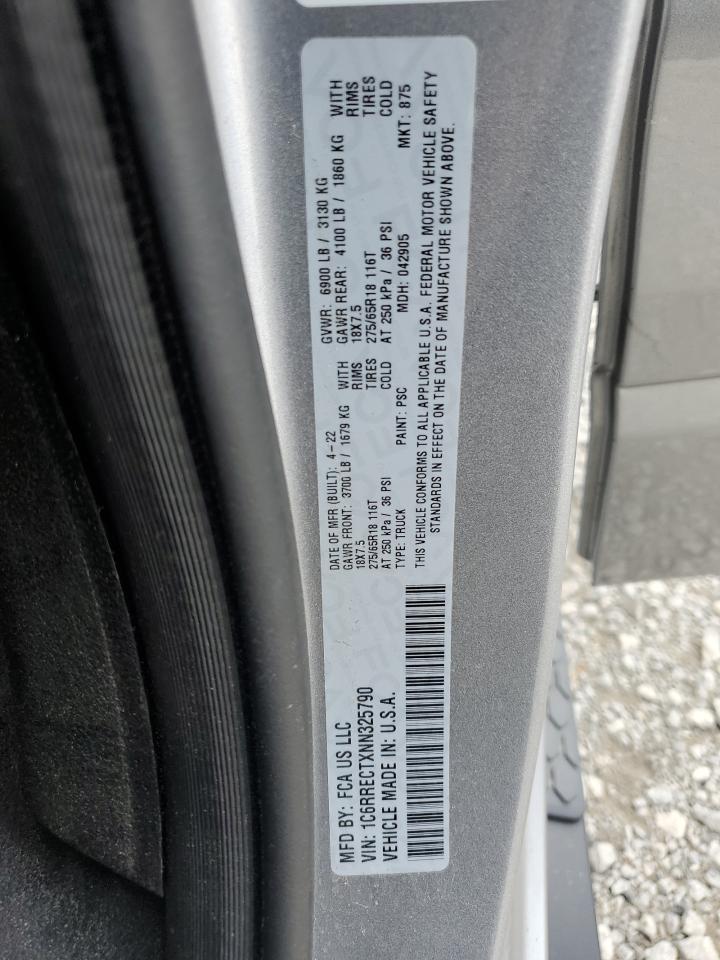 MFD BY: FCA US LLC
DATE OF MFR (BUILT): 4-22
GVWR: 6900 LB / 3130 KG
GAWR FRONT: 3700 LB / 1679 KG WITH
GAWR REAR: 4100 LB / 1860 KG WITH
18X7.5 RIMS
18X7.5 RIMS
275/65R18 116T TIRES
275/65R18 116T TIRES
AT 250 kPa / 36 PSI COLD
AT 250 kPa / 36 PSI COLD
VIN: 1C6RRECTXNN325790
TYPE: TRUCK PAINT: PSC MDH: 042905 MKT: 875
VEHICLE MADE IN: U.S.A.
THIS VEHICLE CONFORMS TO ALL APPLICABLE U.S.A. FEDERAL MOTOR VEHICLE SAFETY
STANDARDS IN EFFECT ON THE DATE OF MANUFACTURE SHOWN ABOVE.